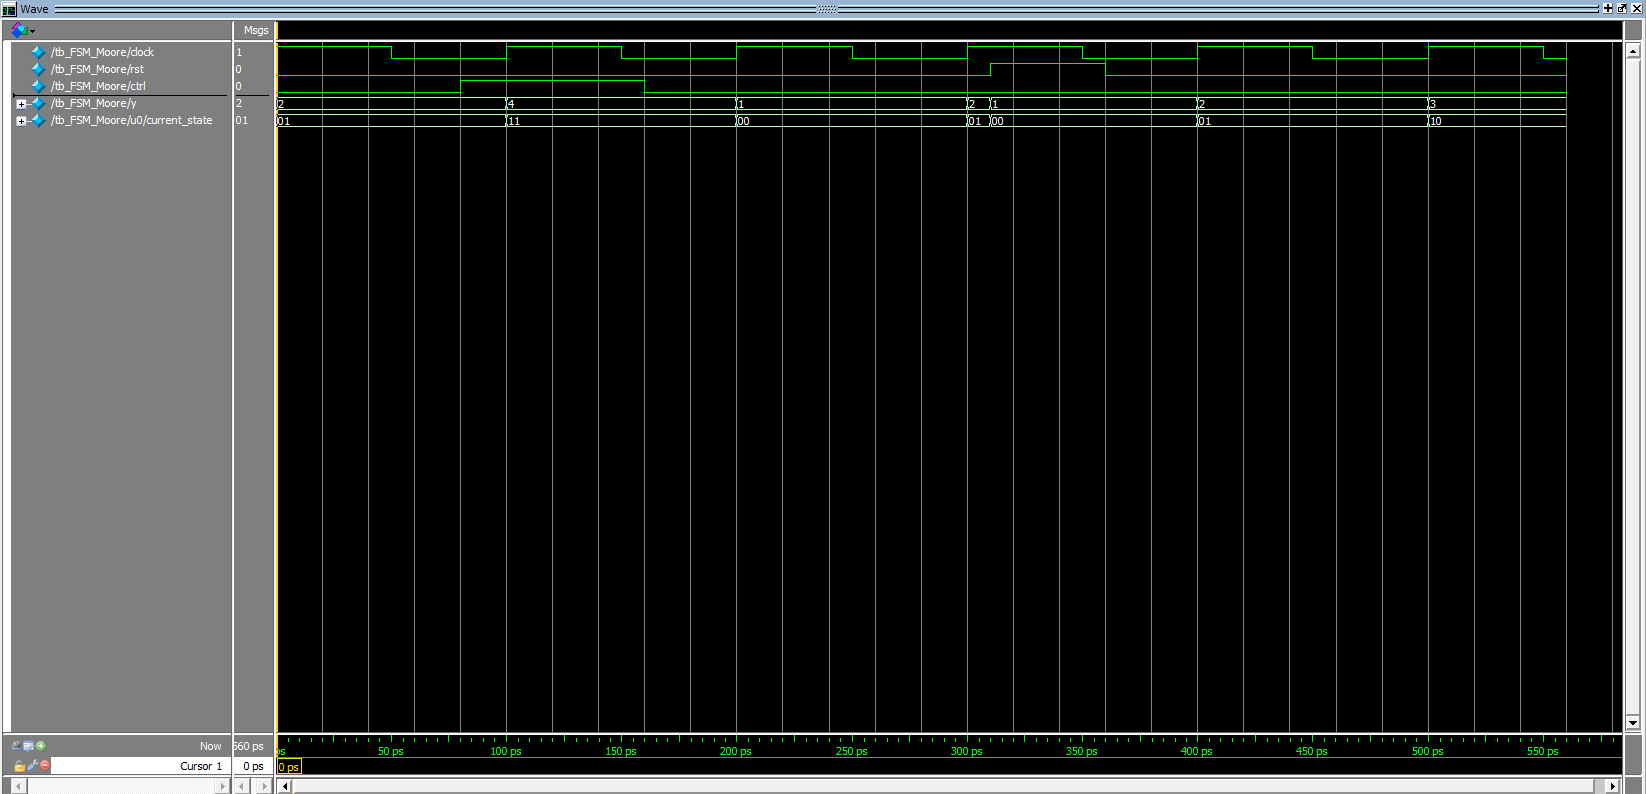 Wave
Msgs
/tb_FSM_Moore/clock 1
/tb_FSM_Moore/rst 0
/tb_FSM_Moore/ctrl 0
/tb_FSM_Moore/y 2 2 4 1 2 1 2 3
/tb_FSM_Moore/u0/current_state 01 01 11 00 01 00 01 10
Now 560 ps ps 50 ps 100 ps 150 ps 200 ps 250 ps 300 ps 350 ps 400 ps 450 ps 500 ps 550 ps
Cursor 1 0 ps 0 ps